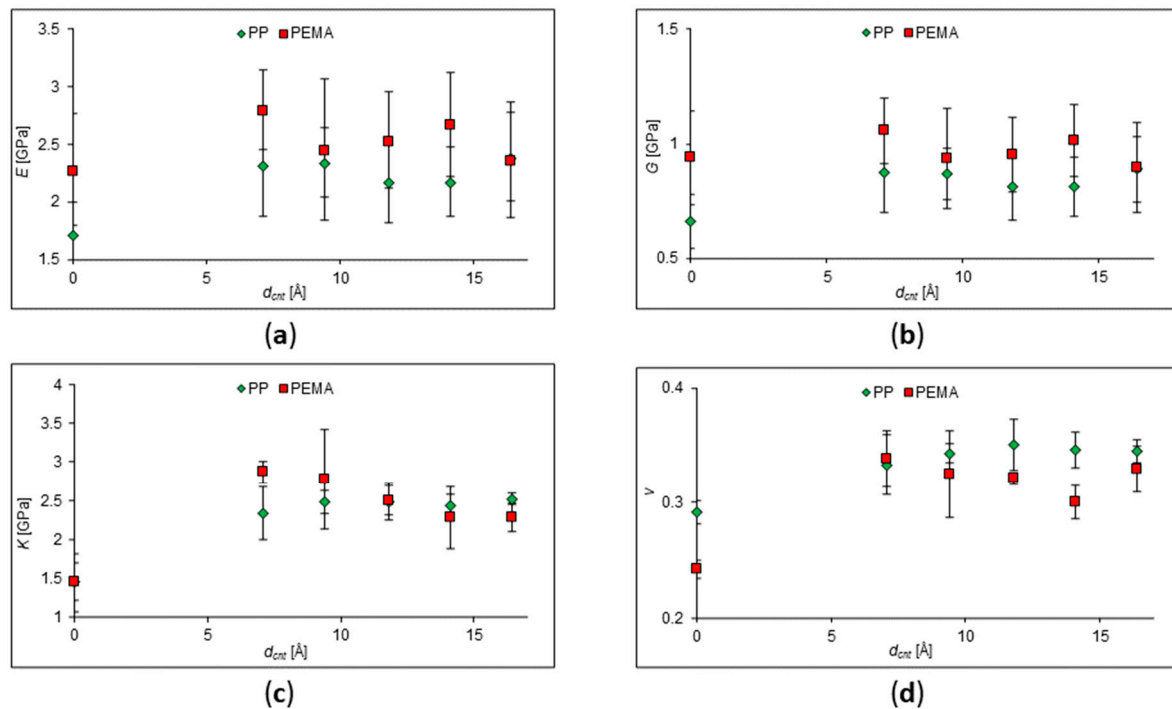 3.5
PP PEMA
3
2.5
E [GPa]
2
1.5
0 5 10 15
dcnt [Å]
(a)
1.5
PP PEMA
1
G [GPa]
0.5
0 5 10 15
dcnt [Å]
(b)
4
PP PEMA
3.5
3
2.5
K [GPa]
2
1.5
1
0 5 10 15
dcnt [Å]
(c)
0.4
PP PEMA
0.3
v
0.2
0 5 10 15
dcnt [Å]
(d)